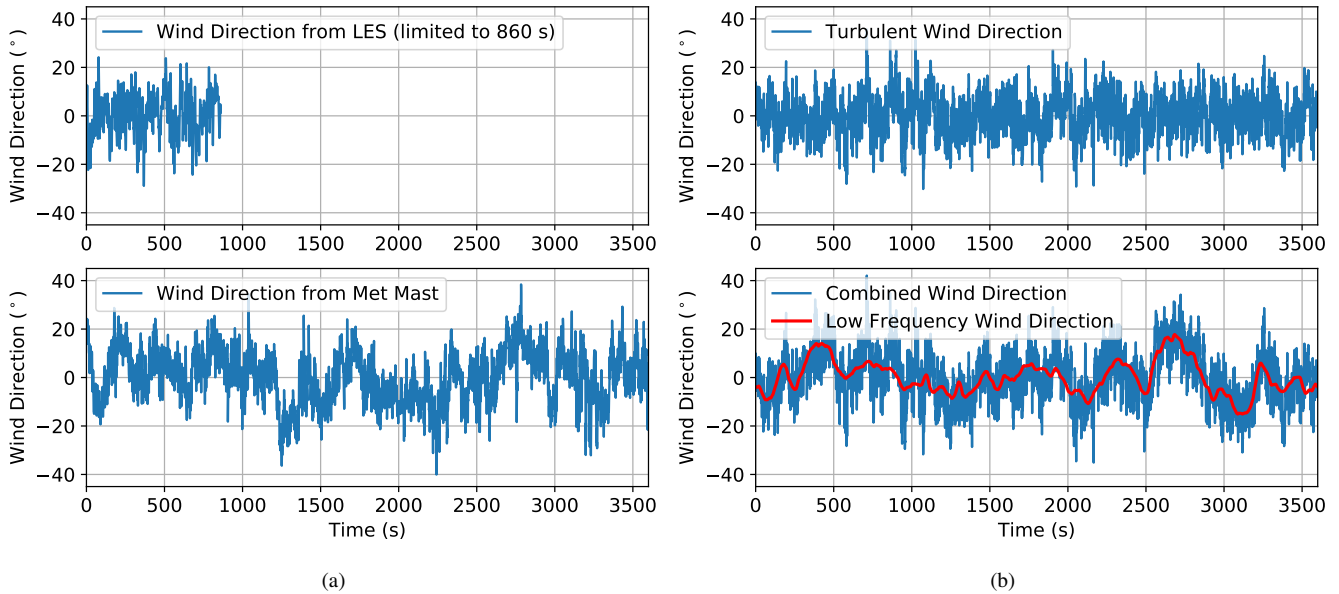 Wind Direction (°)
40
20
0
−20
−40
Wind Direction from LES (limited to 860 s)
0 500 1000 1500 2000 2500 3000 3500
Wind Direction (°)
40
20
0
−20
−40
Wind Direction from Met Mast
0 500 1000 1500 2000 2500 3000 3500
Time (s)
(a)
Wind Direction (°)
40
20
0
−20
−40
Turbulent Wind Direction
0 500 1000 1500 2000 2500 3000 3500
Wind Direction (°)
40
20
0
−20
−40
Combined Wind Direction
Low Frequency Wind Direction
0 500 1000 1500 2000 2500 3000 3500
Time (s)
(b)